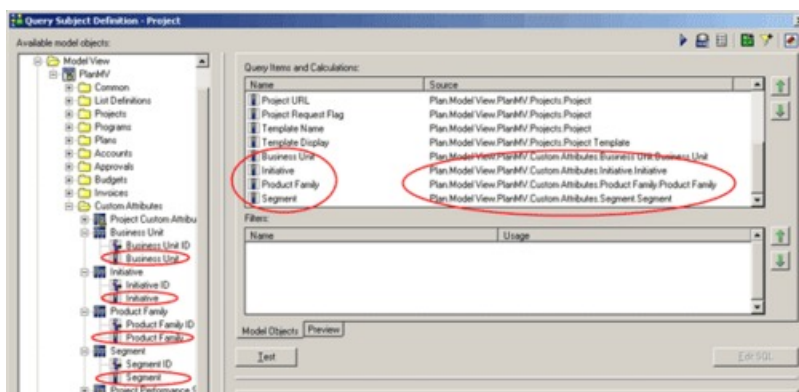 Query Subject Definition - Project
Available model objects:
Model View
PlanMV
Common
List Definitions
Projects
Programs
Plans
Accounts
Approvals
Budgets
Invoices
Custom Attributes
Project Custom Attribu
Business Unit
Business Unit ID
Business Unit
Initiative
Initiative ID
Initiative
Product Family
Product Family ID
Product Family
Segment
Segment ID
Segment
Project Performance S
Query Items and Calculations:
Name Source
Project URL Plan.Model View.PlanMV.Projects.Project
Project Request Flag Plan.Model View.PlanMV.Projects.Project
Template Name Plan.Model View.PlanMV.Projects.Project
Template Display Plan.Model View.PlanMV.Projects.Project Template
Business Unit Plan.Model View.PlanMV.Custom Attributes.Business Unit.Business Unit
Initiative Plan.Model View.PlanMV.Custom Attributes.Initiative.Initiative
Product Family Plan.Model View.PlanMV.Custom Attributes.Product Family.Product Family
Segment Plan.Model View.PlanMV.Custom Attributes.Segment.Segment
Filters:
Name Usage
Model Objects Preview
Test Edit SQL